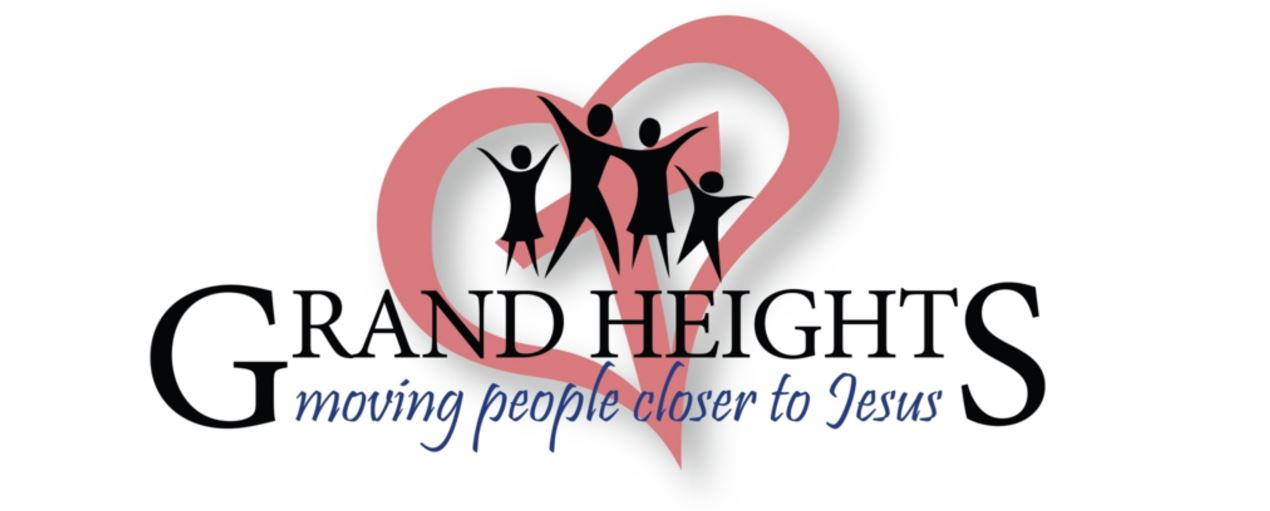 GRAND HEIGHTS
moving people closer to Jesus